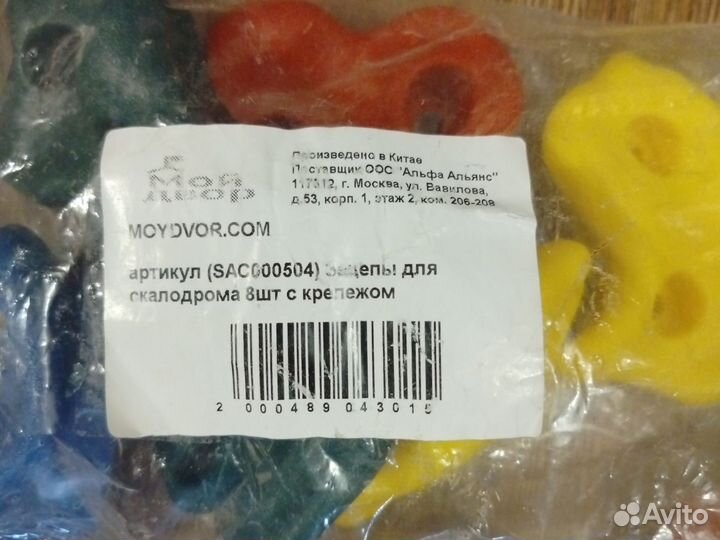 Мой
двор
MOYDVOR.COM
Произведено в Китае
Поставщик ООС "Альфа Альянс"
117312, г. Москва, ул. Вавилова,
д.53, корп. 1, этаж 2, ком. 206-208
артикул (SAC000504) Зацепы для
скалодрома 8шт с крепежом
2 000489 043015
Avito